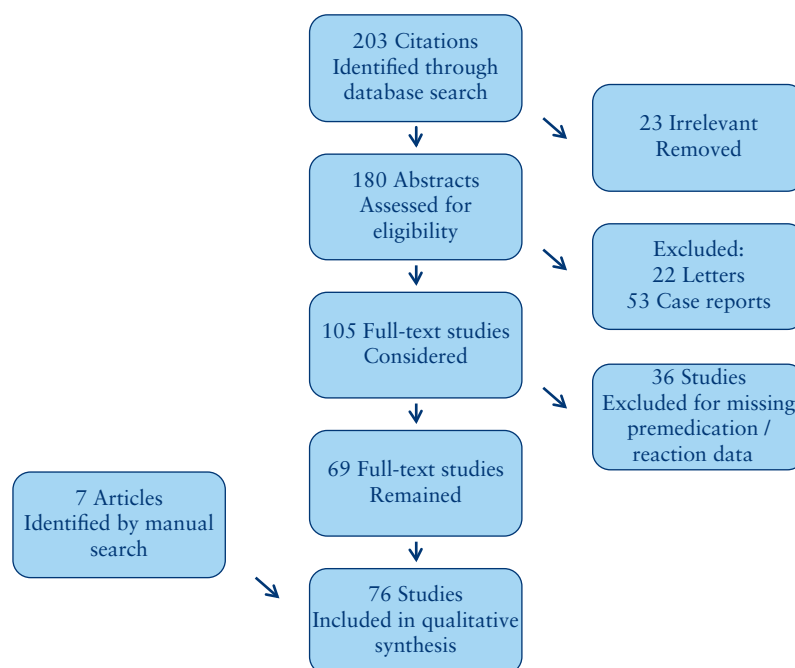 203 Citations
Identified through
database search
23 Irrelevant
Removed
180 Abstracts
Assessed for
eligibility
Excluded:
22 Letters
53 Case reports
105 Full-text studies
Considered
36 Studies
Excluded for missing
premedication /
reaction data
69 Full-text studies
Remained
7 Articles
Identified by manual
search
76 Studies
Included in qualitative
synthesis